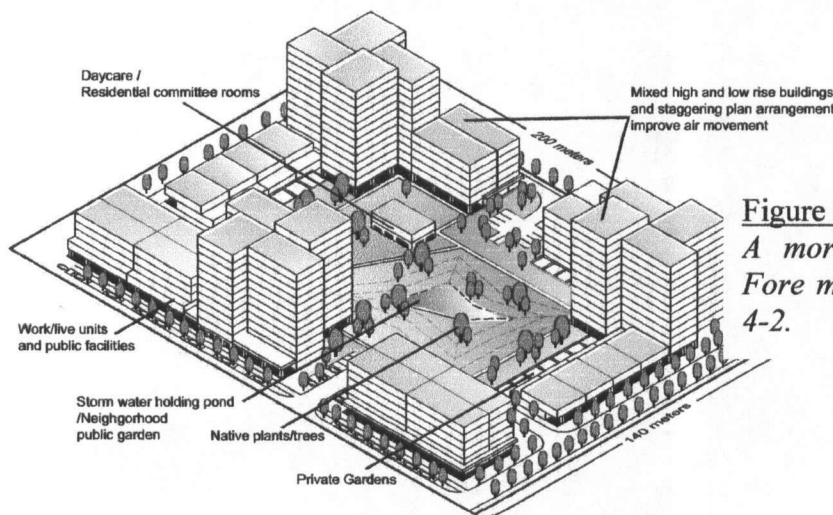 Daycare /
Residential committee rooms
Mixed high and low rise buildings
and staggering plan arrangement
improve air movement
200 meters
Figure
A mor
Fore m
4-2.
Work/live units
and public facilities
Storm water holding pond
/Neighgorhood
public garden
Native plants/trees
Private Gardens
140 meters